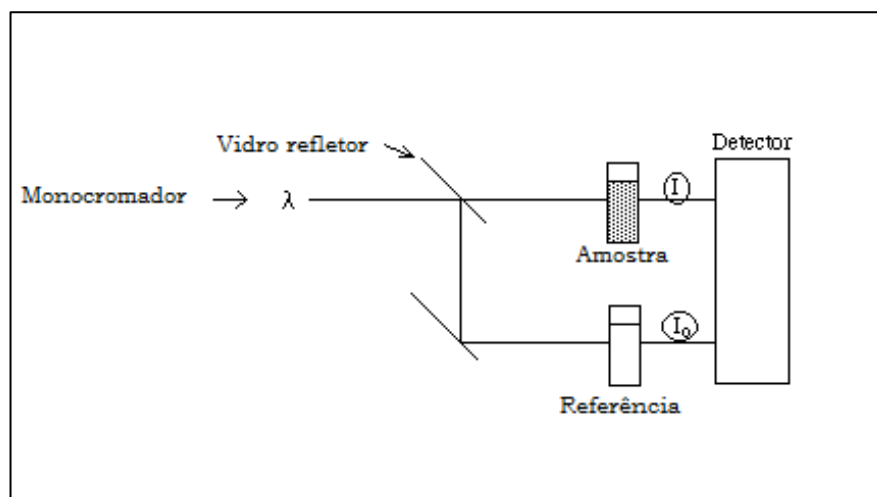 Vidro refletor
Detector
Monocromador
λ
I
Amostra
I₀
Referência